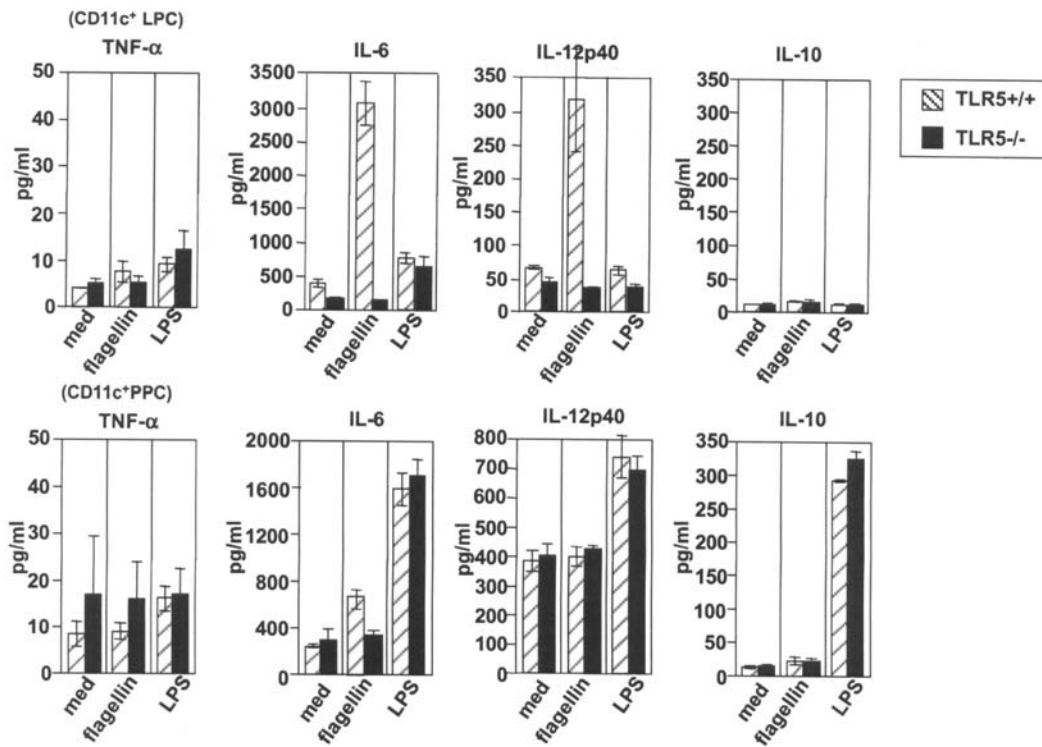 (CD11c⁺ LPC)
TNF-α
IL-6
IL-12p40
IL-10
50
40
30
20
10
0
pg/ml
med
flagellin
LPS
3500
3000
2500
2000
1500
1000
500
0
pg/ml
med
flagellin
LPS
350
300
250
200
150
100
50
0
pg/ml
med
flagellin
LPS
350
300
250
200
150
100
50
0
pg/ml
med
flagellin
LPS
TLR5+/+
TLR5-/-
(CD11c⁺PPC)
TNF-α
IL-6
IL-12p40
IL-10
50
40
30
20
10
0
pg/ml
med
flagellin
LPS
2000
1600
1200
800
400
0
pg/ml
med
flagellin
LPS
800
700
600
500
400
300
200
100
0
pg/ml
med
flagellin
LPS
350
300
250
200
150
100
50
0
pg/ml
med
flagellin
LPS